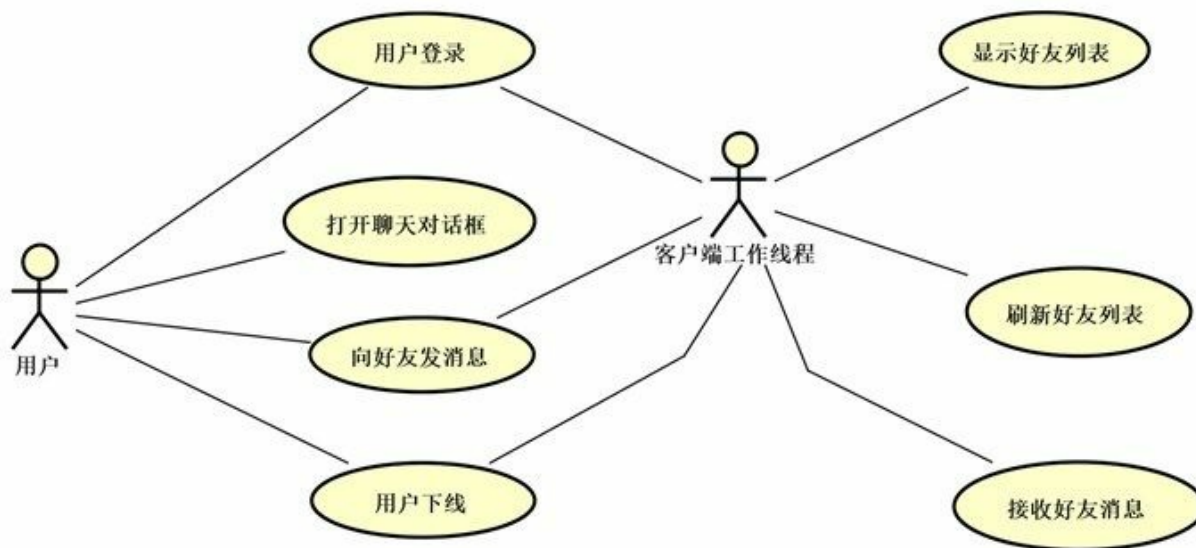 用户登录
显示好友列表
打开聊天对话框
客户端工作线程
刷新好友列表
向好友发消息
用户
用户下线
接收好友消息